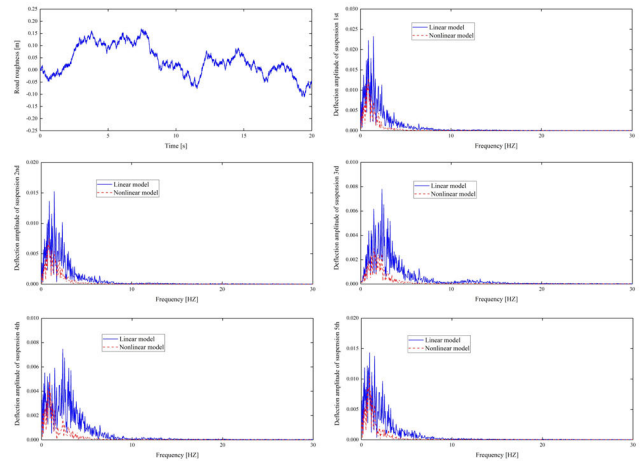 0.25
0.20
0.15
0.10
0.05
0.00
0.05
0.10
0.15
0.20
-0.25
0
5
10
15
20
Time [s]
Road roughness [m]
0.030
0.025
0.020
0.015
0.010
0.005
0.000
0
10
20
30
Frequency [HZ]
Deflection amplitude of suspension 1st
Linear model
Nonlinear model
0.020
0.015
0.010
0.005
0.000
0
10
20
30
Frequency [HZ]
Deflection amplitude of suspension 2sd
Linear model
Nonlinear model
0.010
0.008
0.006
0.004
0.002
0.000
0
10
20
30
Frequency [HZ]
Deflection amplitude of suspension 3rd
Linear model
Nonlinear model
0.010
0.008
0.006
0.004
0.002
0.000
0
10
20
30
Frequency [HZ]
Deflection amplitude of suspension 4th
Linear model
Nonlinear model
0.020
0.015
0.010
0.005
0.000
0
10
20
30
Frequency [HZ]
Deflection amplitude of suspension 5th
Linear model
Nonlinear model